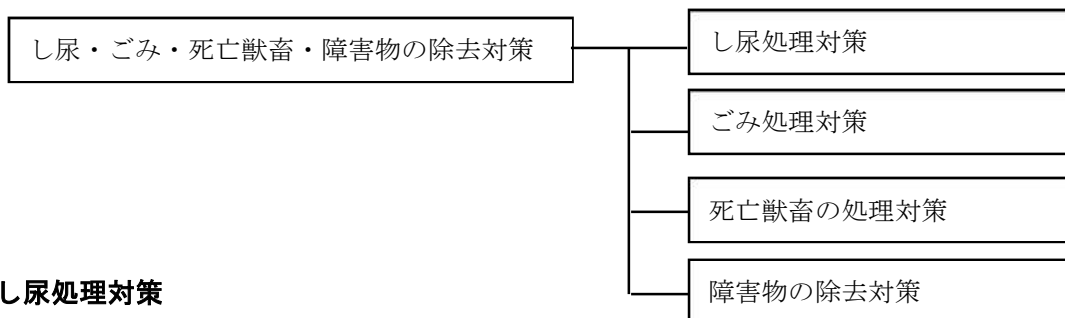 し尿・ごみ・死亡獣畜・障害物の除去対策
し尿処理対策
ごみ処理対策
死亡獣畜の処理対策
障害物の除去対策
し尿処理対策